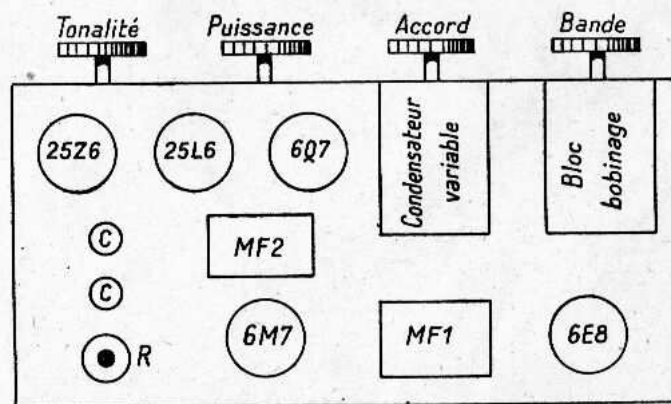 Tonalité
Puissance
Accord
Bande
25Z6
25L6
6Q7
Condensateur
variable
Bloc
bobinage
C
MF2
C
R
6M7
MF1
6E8